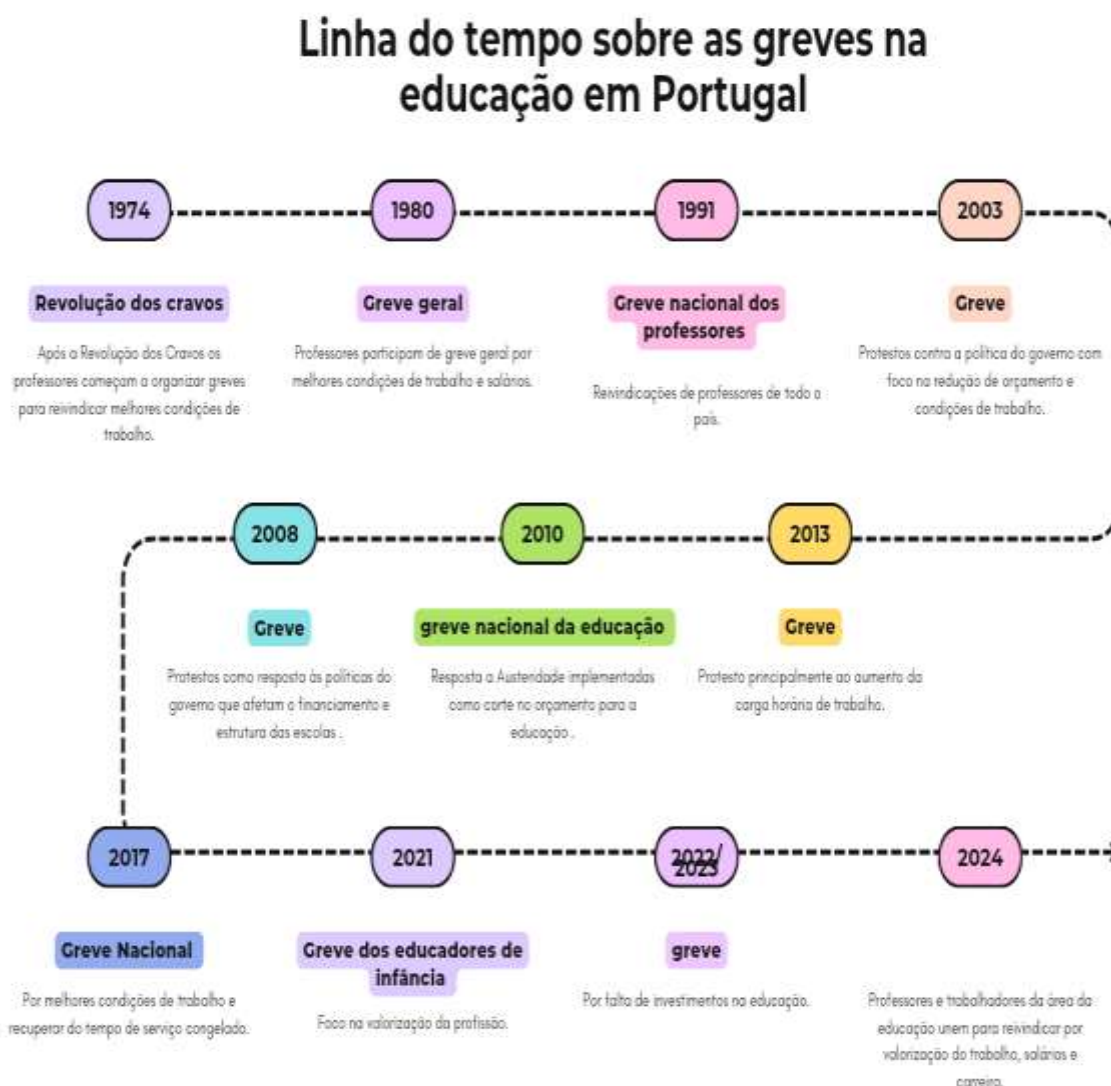 Linha do tempo sobre as greves na
educação em Portugal
1974
1980
1991
2003
Revolução dos cravos
Após a Revolução dos Cravos os
professores começam a organizar greves
para reivindicar melhores condições de
trabalho.
Greve geral
Professores participam de greve geral por
melhores condições de trabalho e salários.
Greve nacional dos
professores
Reivindicações de professores de todo o
país.
Greve
Protestos contra a política do governo com
foco na redução de orçamento e
condições de trabalho.
2008
2010
2013
Greve
Protestos como resposta às políticas do
governo que afetam o financiamento e
estrutura das escolas .
greve nacional da educação
Resposta a Austeridade implementadas
como corte no orçamento para a
educação .
Greve
Protesto principalmente ao aumento da
carga horária de trabalho.
2017
2021
2022/
2023
2024
Greve Nacional
Por melhores condições de trabalho e
recuperar do tempo de serviço congelado.
Greve dos educadores de
infância
Foco na valorização da profissão.
greve
Por falta de investimentos na educação.
Professores e trabalhadores da área da
educação unem para reivindicar por
valorização do trabalho, salários e
carreira.